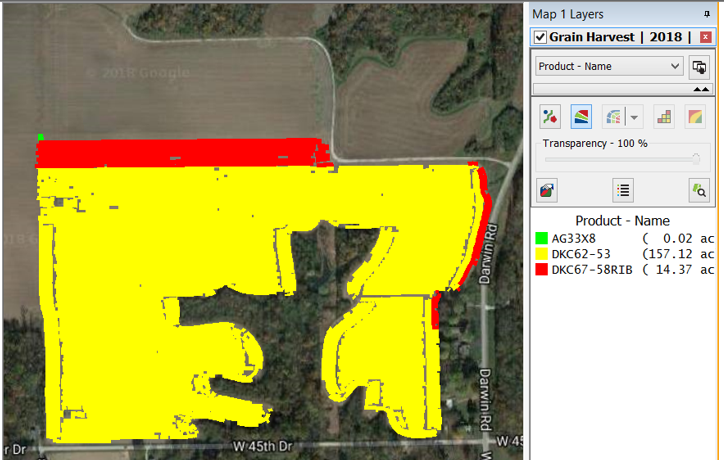 Map 1 Layers
Grain Harvest | 2018 |
Product - Name
Transparency - 100 %
Product - Name
AG33X8 ( 0.02 ac
DKC62-53 (157.12 ac
DKC67-58RIB ( 14.37 ac
© 2018 Google
Darwin Rd
018 G
Darwin Rd
W 45th Dr
r Dr
W 45